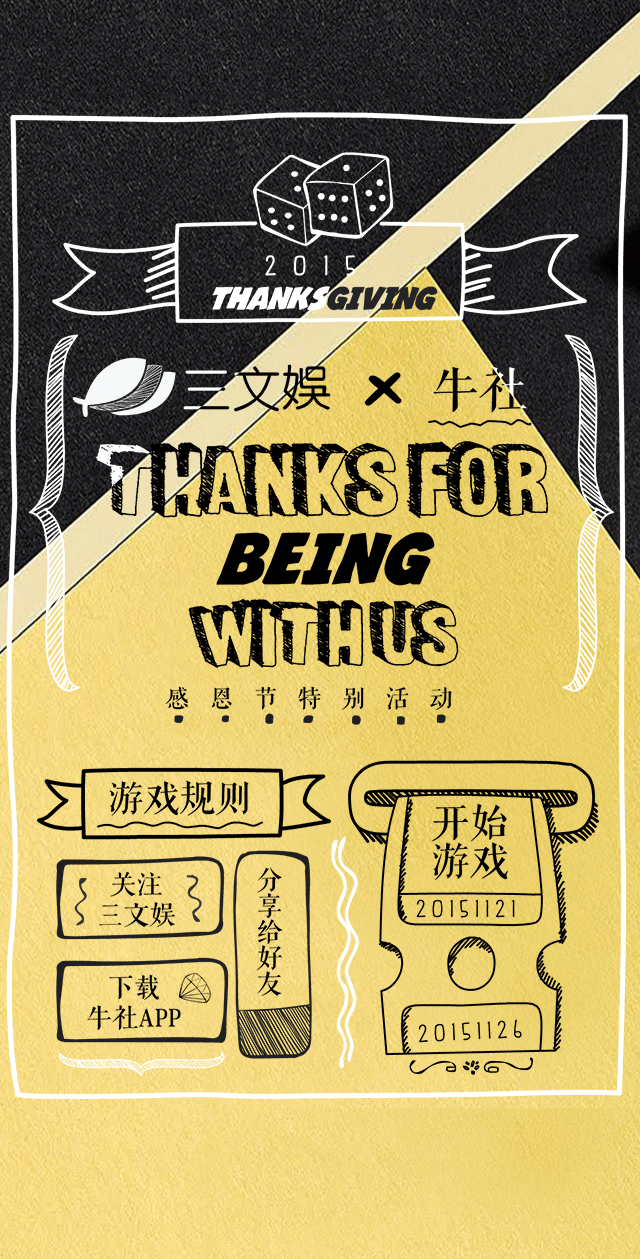 2015
THANKSGIVING
三文娱 × 牛社
THANKS FOR
BEING
WITH US
感恩节特别活动
游戏规则
关注
三文娱
下载
牛社APP
分享给好友
开始
游戏
20151121
20151126